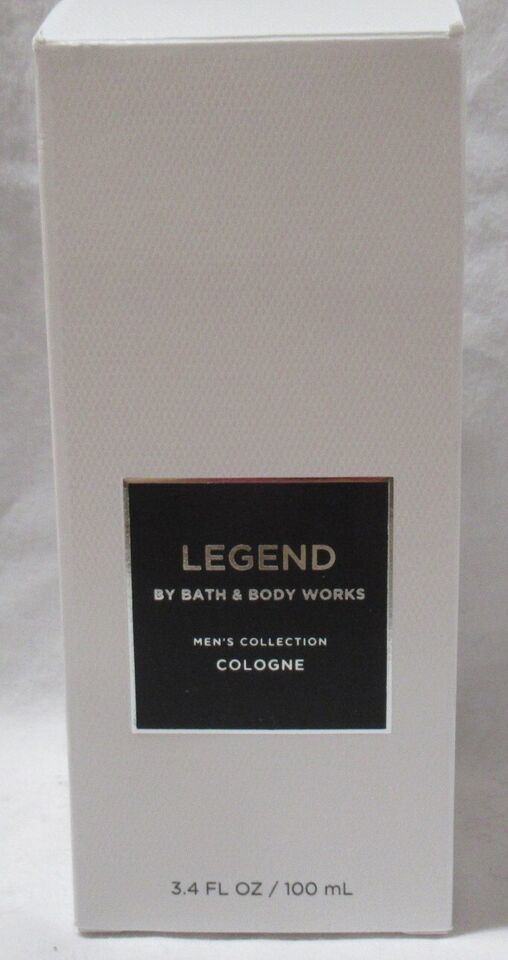 LEGEND
BY BATH & BODY WORKS
MEN'S COLLECTION
COLOGNE
3.4 FL OZ / 100 mL